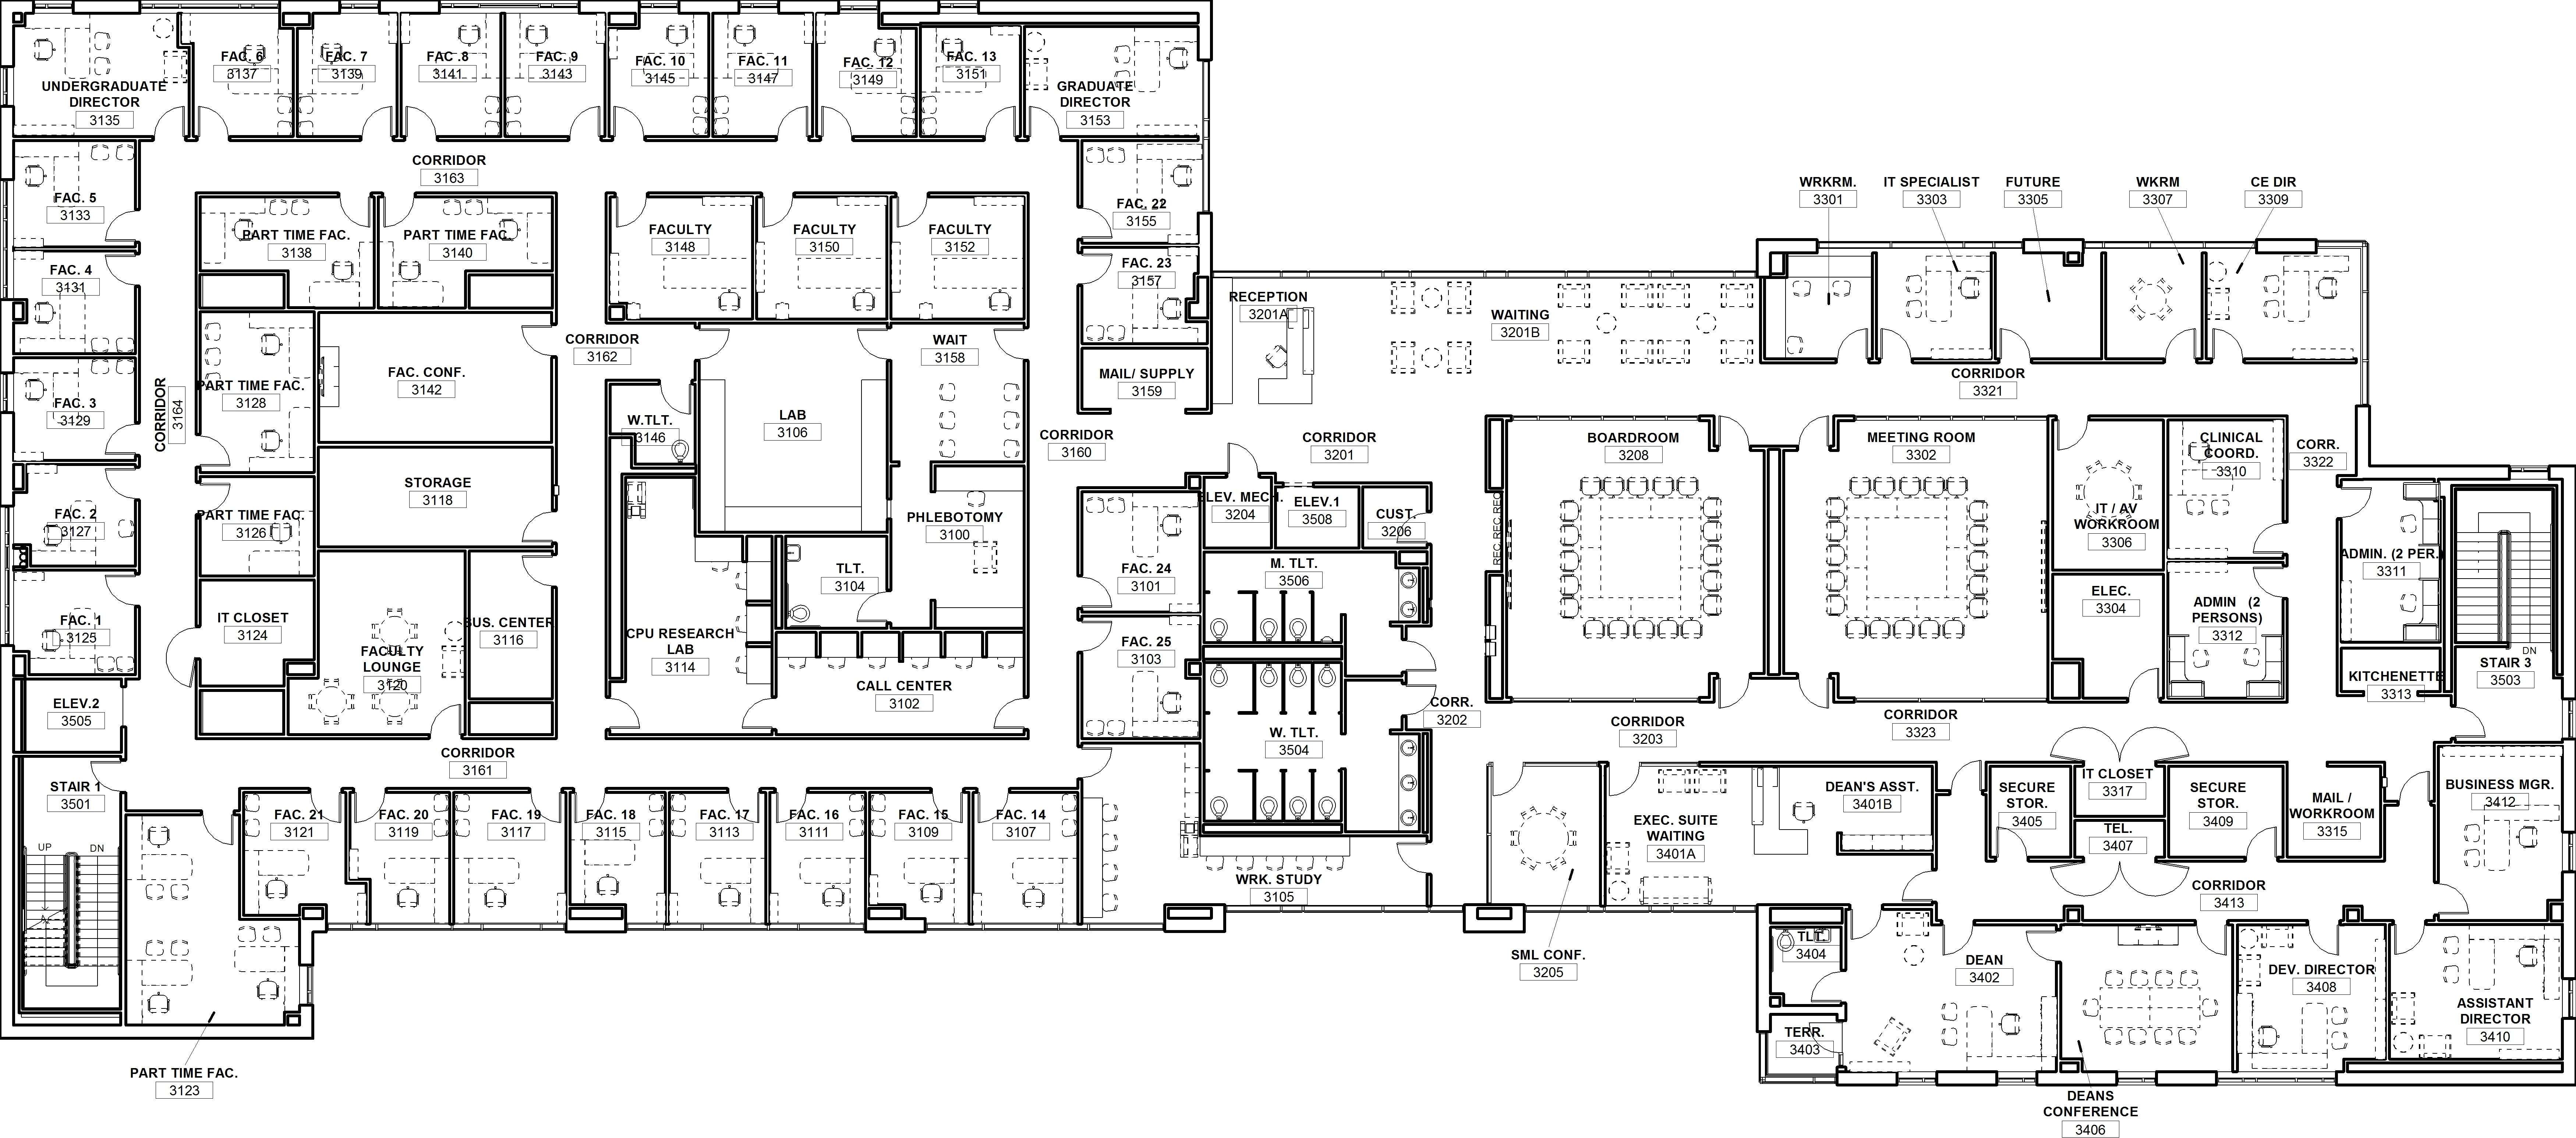 UNDERGRADUATE
DIRECTOR
3135
FAC. 6
3137
FAC. 7
3139
FAC .8
3141
FAC. 9
3143
FAC. 10
3145
FAC. 11
3147
FAC. 12
3149
FAC. 13
3151
GRADUATE
DIRECTOR
3153
CORRIDOR
3163
FAC. 5
3133
PART TIME FAC.
3138
PART TIME FAC.
3140
FACULTY
3148
FACULTY
3150
FACULTY
3152
FAC. 22
3155
WRKRM.
3301
IT SPECIALIST
3303
FUTURE
3305
WKRM
3307
CE DIR
3309
FAC. 4
3131
FAC. 23
3157
RECEPTION
3201A
WAITING
3201B
CORRIDOR
3162
WAIT
3158
FAC. CONF.
3142
PART TIME FAC.
3128
MAIL/ SUPPLY
3159
CORRIDOR
3321
FAC. 3
3129
CORRIDOR
3164
W.TLT.
3146
LAB
3106
CORRIDOR
3160
CORRIDOR
3201
BOARDROOM
3208
MEETING ROOM
3302
CLINICAL
COORD.
3310
CORR.
3322
STORAGE
3118
FAC. 2
3127
PART TIME FAC.
3126
PHLEBOTOMY
3100
ELEV. MECH.
3204
ELEV.1
3508
CUST.
3206
REC.REC.REC.REC
IT / AV
WORKROOM
3306
ADMIN. (2 PER.)
3311
FAC. 24
3101
M. TLT.
3506
TLT.
3104
ELEC.
3304
ADMIN (2
PERSONS)
3312
FAC. 1
3125
IT CLOSET
3124
FACULTY
LOUNGE
3120
BUS. CENTER
3116
CPU RESEARCH
LAB
3114
FAC. 25
3103
DN
STAIR 3
3503
KITCHENETTE
3313
ELEV.2
3505
CALL CENTER
3102
CORR.
3202
W. TLT.
3504
CORRIDOR
3203
CORRIDOR
3323
CORRIDOR
3161
STAIR 1
3501
UP
DN
FAC. 21
3121
FAC. 20
3119
FAC. 19
3117
FAC. 18
3115
FAC. 17
3113
FAC. 16
3111
FAC. 15
3109
FAC. 14
3107
WRK. STUDY
3105
EXEC. SUITE
WAITING
3401A
DEAN'S ASST.
3401B
SECURE
STOR.
3405
IT CLOSET
3317
TEL.
3407
SECURE
STOR.
3409
MAIL /
WORKROOM
3315
BUSINESS MGR.
3412
CORRIDOR
3413
SML CONF.
3205
TLT.
3404
DEAN
3402
DEV. DIRECTOR
3408
ASSISTANT
DIRECTOR
3410
TERR.
3403
PART TIME FAC.
3123
DEANS
CONFERENCE
3406